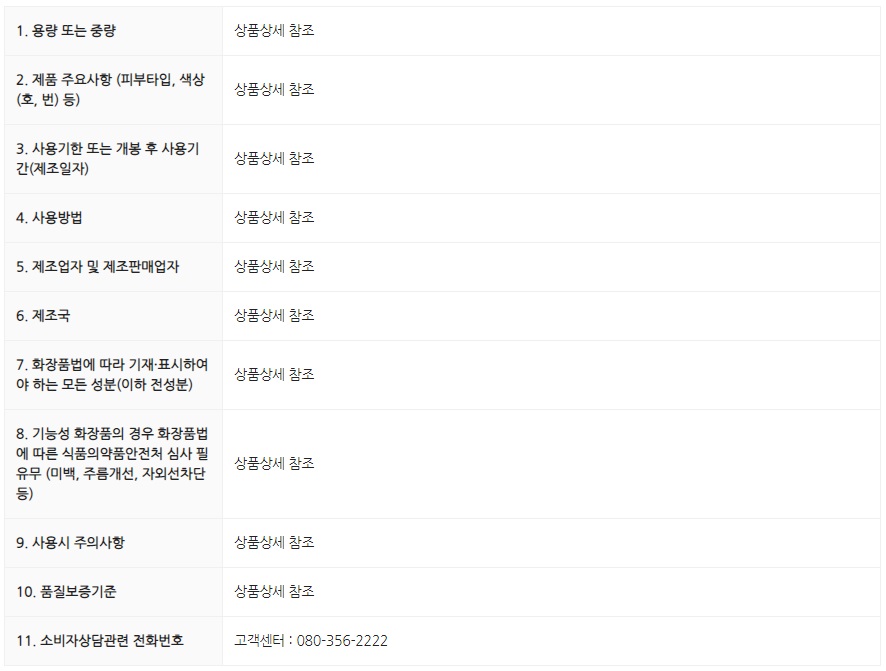 1. 용량 또는 중량
상품상세 참조
2. 제품 주요사항 (피부타입, 색상
(호, 번) 등)
상품상세 참조
3. 사용기한 또는 개봉 후 사용기
간(제조일자)
상품상세 참조
4. 사용방법
상품상세 참조
5. 제조업자 및 제조판매업자
상품상세 참조
6. 제조국
상품상세 참조
7. 화장품법에 따라 기재·표시하여
야 하는 모든 성분(이하 전성분)
상품상세 참조
8. 기능성 화장품의 경우 화장품법
에 따른 식품의약품안전처 심사 필
유무 (미백, 주름개선, 자외선차단
등)
상품상세 참조
9. 사용시 주의사항
상품상세 참조
10. 품질보증기준
상품상세 참조
11. 소비자상담관련 전화번호
고객센터 : 080-356-2222